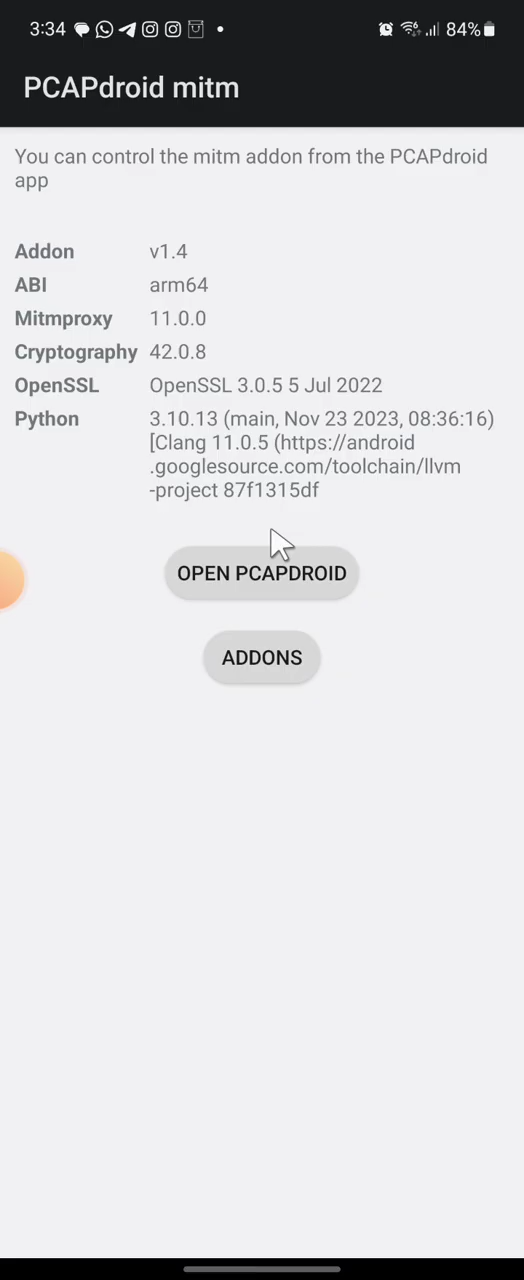 3:34 84%
PCAPdroid mitm
You can control the mitm addon from the PCAPdroid
app
Addon v1.4
ABI arm64
Mitmproxy 11.0.0
Cryptography 42.0.8
OpenSSL OpenSSL 3.0.5 5 Jul 2022
Python 3.10.13 (main, Nov 23 2023, 08:36:16)
[Clang 11.0.5 (https://android
.googlesource.com/toolchain/llvm
-project 87f1315df
OPEN PCAPDROID
ADDONS